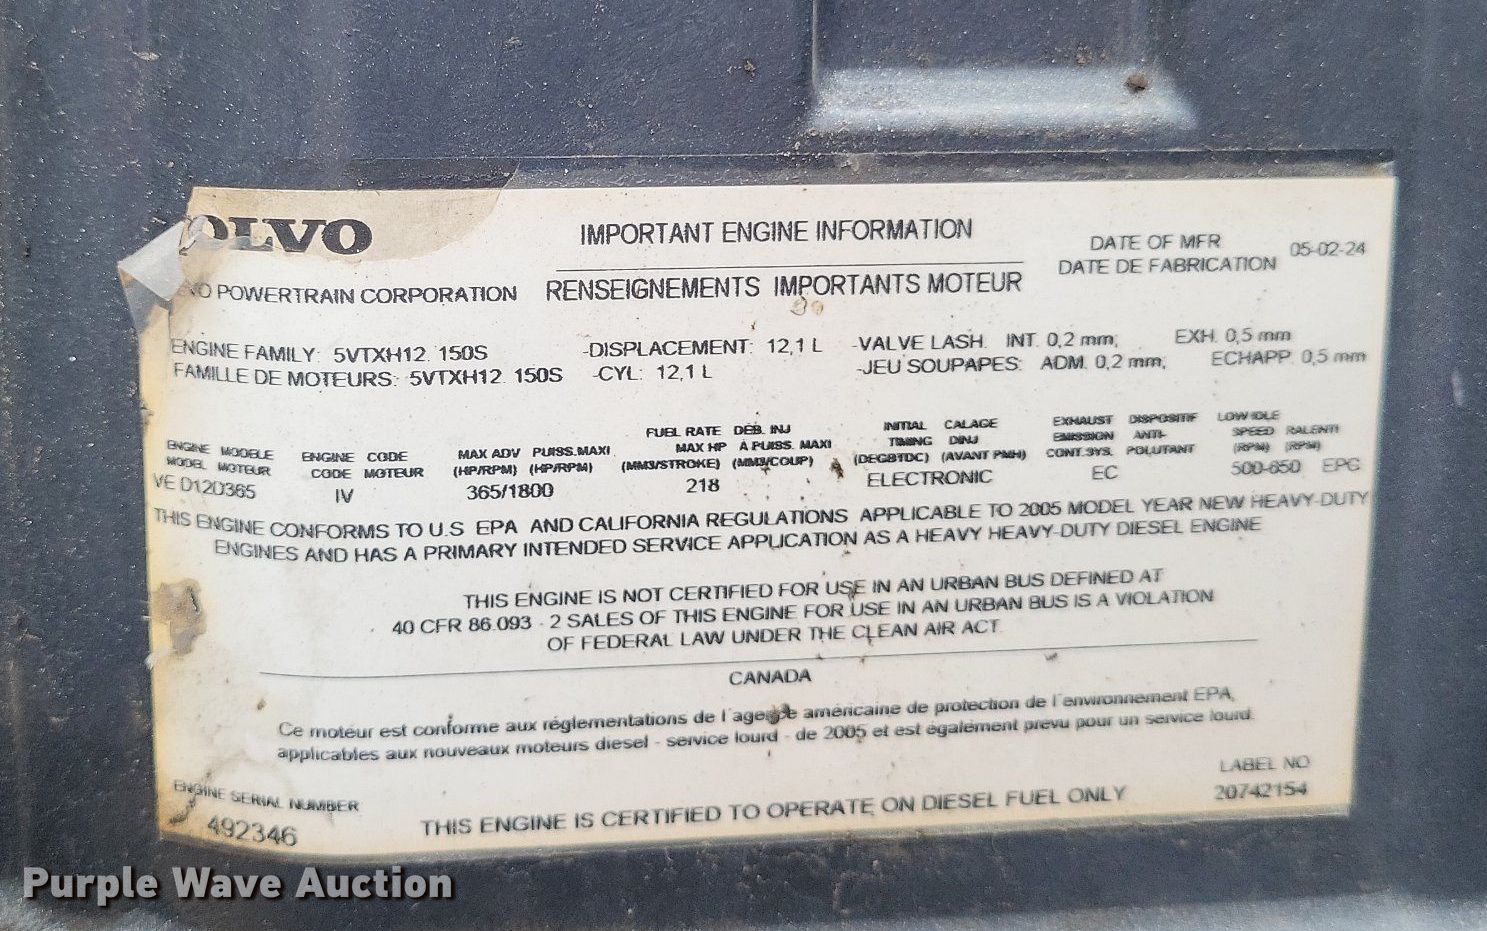 OLVO
IMPORTANT ENGINE INFORMATION
RENSEIGNEMENTS IMPORTANTS MOTEUR
DATE OF MFR 05-02-24
DATE DE FABRICATION
VO POWERTRAIN CORPORATION
ENGINE FAMILY: 5VTXH12. 150S -DISPLACEMENT: 12,1 L -VALVE LASH. INT. 0,2 mm; EXH. 0,5 mm
FAMILLE DE MOTEURS: 5VTXH12. 150S -CYL: 12,1 L -JEU SOUPAPES: ADM. 0,2 mm; ECHAPP. 0,5 mm
ENGINE MODELE
MODEL MOTEUR
VE D12D365
ENGINE CODE
CODE MOTEUR
IV
MAX ADV PUISS.MAXI
(HP/RPM) (HP/RPM)
365/1800
FUEL RATE DÉB. INJ
MAX HP À PUISS. MAXI
(MM3/STROKE) (MM3/COUP)
218
INITIAL CALAGE
TIMING D'INJ
(DEGBTDC) (AVANT PMH)
ELECTRONIC
EXHAUST DISPOSITIF
EMISSION ANTI-
CONT.SYS. POLUTANT
EC
LOW IDLE
SPEED RALENTI
(RPM) (RPM)
500-650 EPG
THIS ENGINE CONFORMS TO U.S EPA AND CALIFORNIA REGULATIONS APPLICABLE TO 2005 MODEL YEAR NEW HEAVY-DUTY
ENGINES AND HAS A PRIMARY INTENDED SERVICE APPLICATION AS A HEAVY HEAVY-DUTY DIESEL ENGINE
THIS ENGINE IS NOT CERTIFIED FOR USE IN AN URBAN BUS DEFINED AT
40 CFR 86.093 - 2 SALES OF THIS ENGINE FOR USE IN AN URBAN BUS IS A VIOLATION
OF FEDERAL LAW UNDER THE CLEAN AIR ACT.
CANADA
Ce moteur est conforme aux réglementations de l'agence américaine de protection de l'environnement EPA,
applicables aux nouveaux moteurs diesel - service lourd - de 2005 et est également prevu pour un service lourd.
ENGINE SERIAL NUMBER
492346
THIS ENGINE IS CERTIFIED TO OPERATE ON DIESEL FUEL ONLY
LABEL NO
20742154
Purple Wave Auction